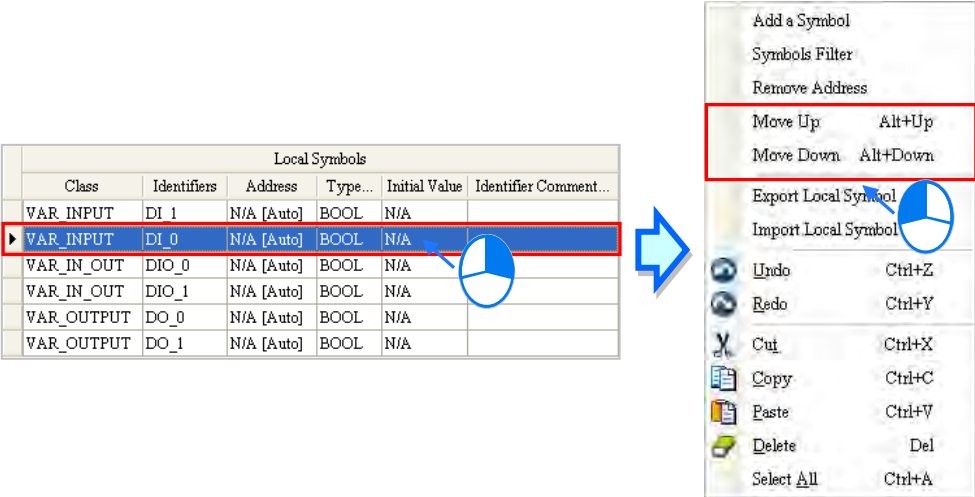 Local Symbols
Class Identifiers Address Type... Initial Value Identifier Comment...
VAR_INPUT DI_1 N/A [Auto] BOOL N/A
VAR_INPUT DI_0 N/A [Auto] BOOL N/A
VAR_IN_OUT DIO_0 N/A [Auto] BOOL N/A
VAR_IN_OUT DIO_1 N/A [Auto] BOOL N/A
VAR_OUTPUT DO_0 N/A [Auto] BOOL N/A
VAR_OUTPUT DO_1 N/A [Auto] BOOL N/A
Add a Symbol
Symbols Filter
Remove Address
Move Up Alt+Up
Move Down Alt+Down
Export Local Symbol
Import Local Symbol
Undo Ctrl+Z
Redo Ctrl+Y
Cut Ctrl+X
Copy Ctrl+C
Paste Ctrl+V
Delete Del
Select All Ctrl+A